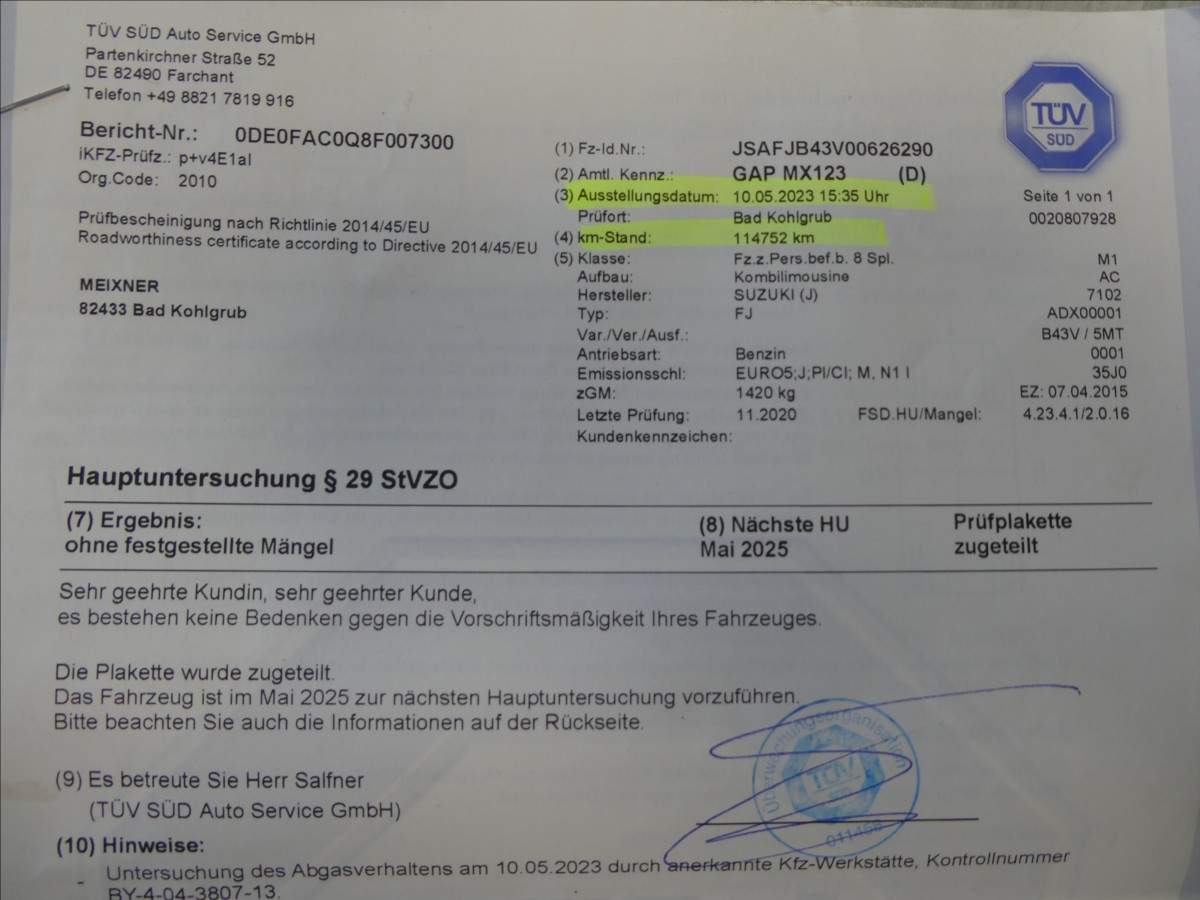 TÜV SÜD Auto Service GmbH
Partenkirchner Straße 52
DE 82490 Farchant
Telefon +49 8821 7819 916
TÜV
SÜD
Bericht-Nr.: 0DE0FAC0Q8F007300
iKFZ-Prüfz.: p+v4E1aI
Org.Code: 2010
Prüfbescheinigung nach Richtlinie 2014/45/EU
Roadworthiness certificate according to Directive 2014/45/EU
MEIXNER
82433 Bad Kohlgrub
(1) Fz-Id.Nr.: JSAFJB43V00626290
(2) Amtl. Kennz.: GAP MX123 (D)
(3) Ausstellungsdatum: 10.05.2023 15:35 Uhr Seite 1 von 1
Prüfort: Bad Kohlgrub 0020807928
(4) km-Stand: 114752 km
(5) Klasse: Fz.z.Pers.bef.b. 8 Spl. M1
Aufbau: Kombilimousine AC
Hersteller: SUZUKI (J) 7102
Typ: FJ ADX00001
Var./Ver./Ausf.: B43V / 5MT
Antriebsart: Benzin 0001
Emissionsschl: EURO5;J;PI/CI; M, N1 I 35J0
zGM: 1420 kg EZ: 07.04.2015
Letzte Prüfung: 11.2020 FSD.HU/Mangel: 4.23.4.1/2.0.16
Kundenkennzeichen:
Hauptuntersuchung § 29 StVZO
(7) Ergebnis: (8) Nächste HU Prüfplakette
ohne festgestellte Mängel Mai 2025 zugeteilt
Sehr geehrte Kundin, sehr geehrter Kunde,
es bestehen keine Bedenken gegen die Vorschriftsmäßigkeit Ihres Fahrzeuges.
Die Plakette wurde zugeteilt.
Das Fahrzeug ist im Mai 2025 zur nächsten Hauptuntersuchung vorzuführen.
Bitte beachten Sie auch die Informationen auf der Rückseite.
(9) Es betreute Sie Herr Salfner
(TÜV SÜD Auto Service GmbH)
Überwachungsorganisation
TÜV
(10) Hinweise:
- Untersuchung des Abgasverhaltens am 10.05.2023 durch anerkannte Kfz-Werkstätte, Kontrollnummer
BY-4-04-3807-13.